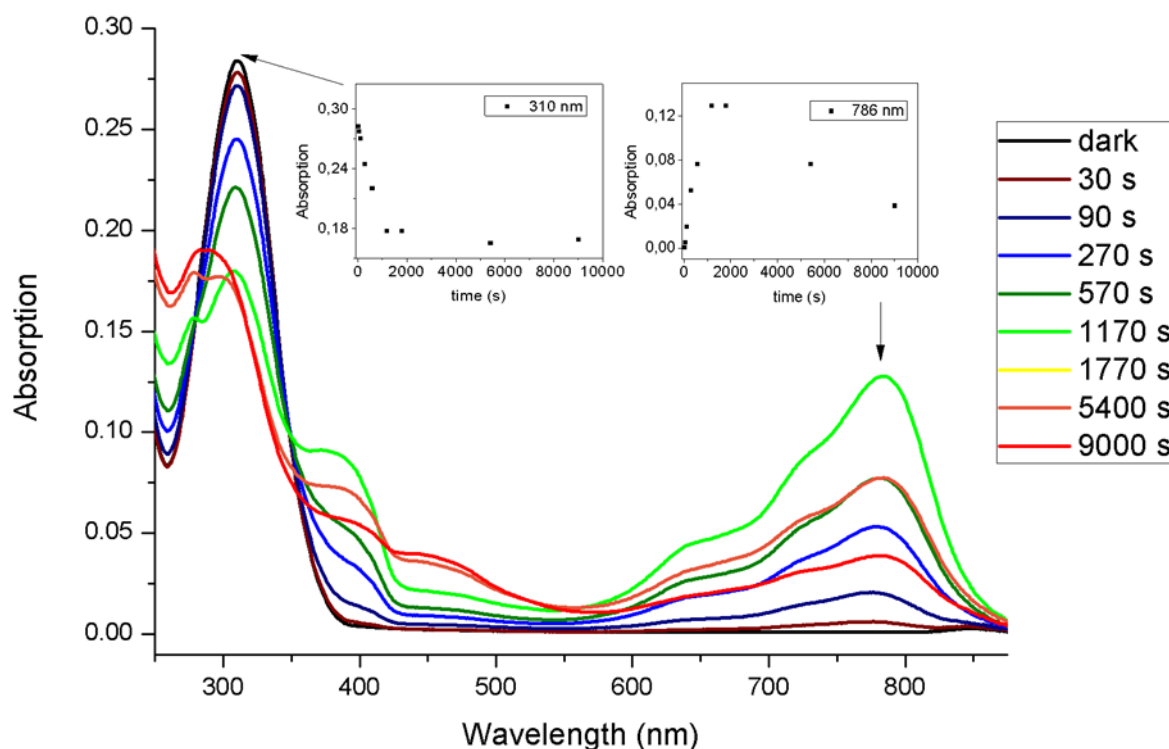 0.30
0.25
0.20
0.15
0.10
0.05
0.00
Absorption
300
400
500
600
700
800
Wavelength (nm)
310 nm
0,30
0,24
0,18
Absorption
0 2000 4000 6000 8000 10000
time (s)
786 nm
0,12
0,08
0,04
0,00
Absorption
0 2000 4000 6000 8000 10000
time (s)
dark
30 s
90 s
270 s
570 s
1170 s
1770 s
5400 s
9000 s